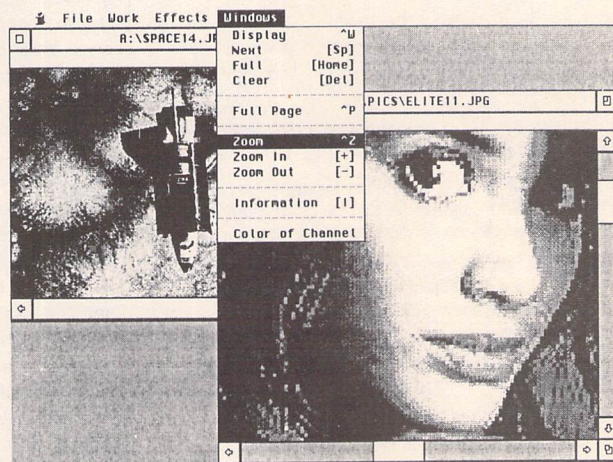 File Work Effects Windows
A:\SPACE14.JP
Display ^W
Next [Sp]
Full [Home]
Clear [Del]
Full Page ^P
PICS\ELITE11.JPG
Zoom ^Z
Zoom In [+]
Zoom Out [-]
Information [I]
Color of Channel